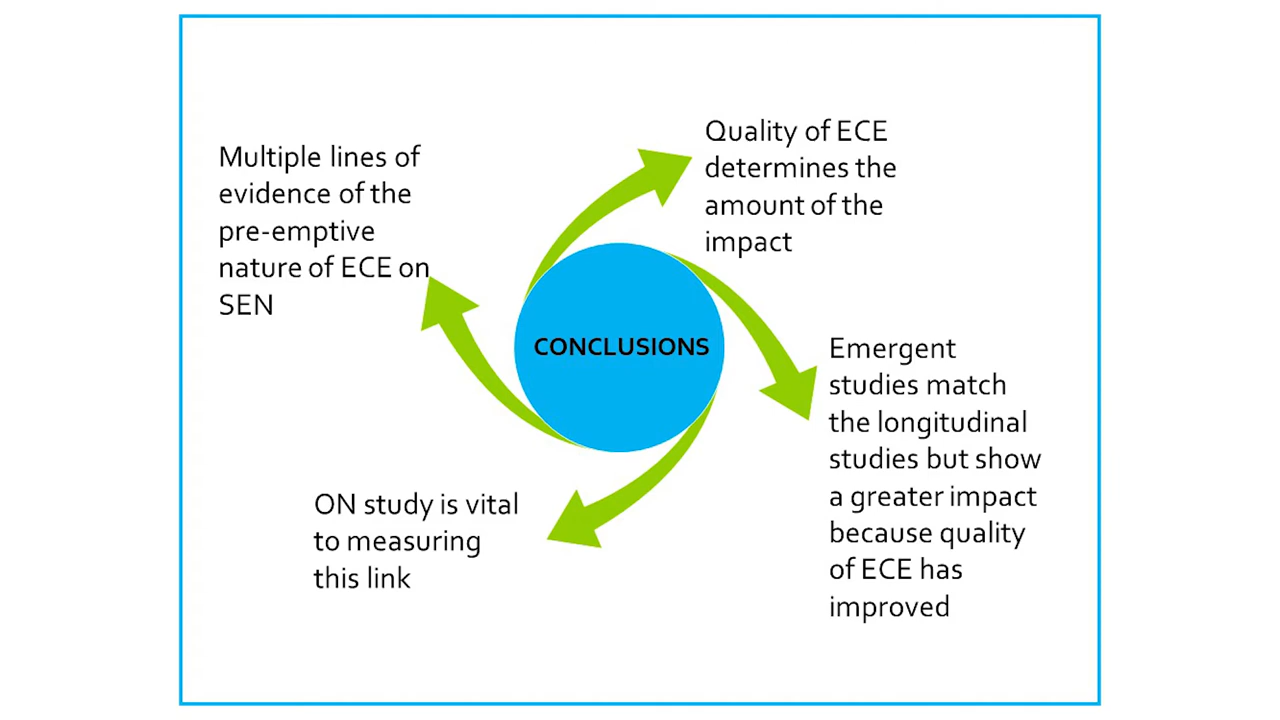 Multiple lines of
evidence of the
pre-emptive
nature of ECE on
SEN
Quality of ECE
determines the
amount of the
impact
CONCLUSIONS
Emergent
studies match
the longitudinal
studies but show
a greater impact
because quality
of ECE has
improved
ON study is vital
to measuring
this link